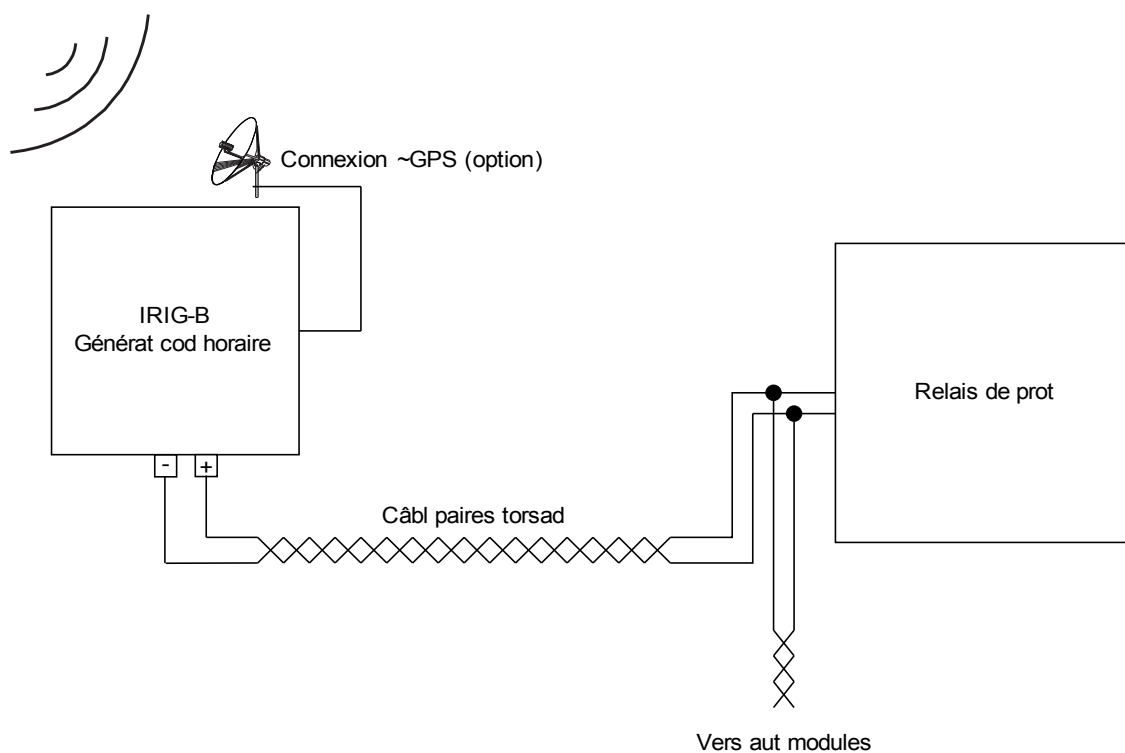 Connexion ~GPS (option)
IRIG-B
Générat cod horaire
Relais de prot
- +
Câbl paires torsad
Vers aut modules